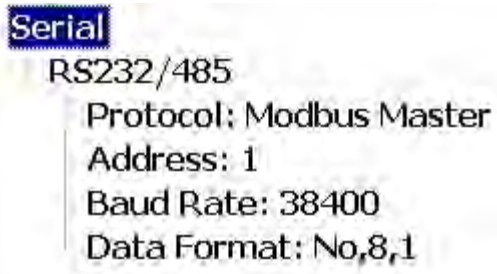 Serial
RS232/485
Protocol: Modbus Master
Address: 1
Baud Rate: 38400
Data Format: No,8,1